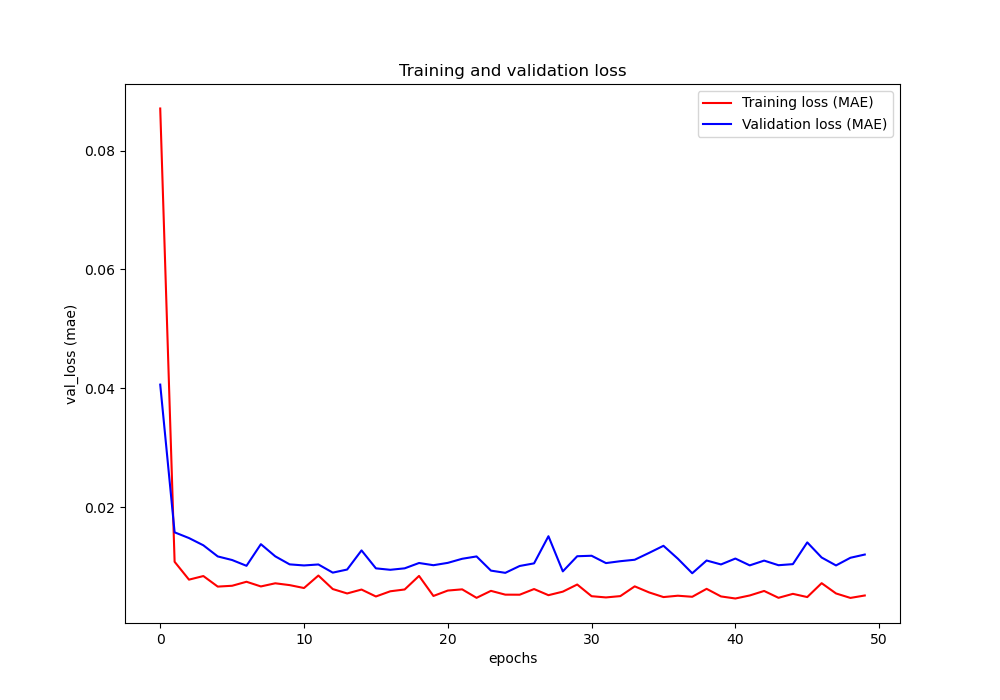 Training and validation loss
Training loss (MAE)
Validation loss (MAE)
0.08
0.06
0.04
0.02
val_loss (mae)
0 10 20 30 40 50
epochs